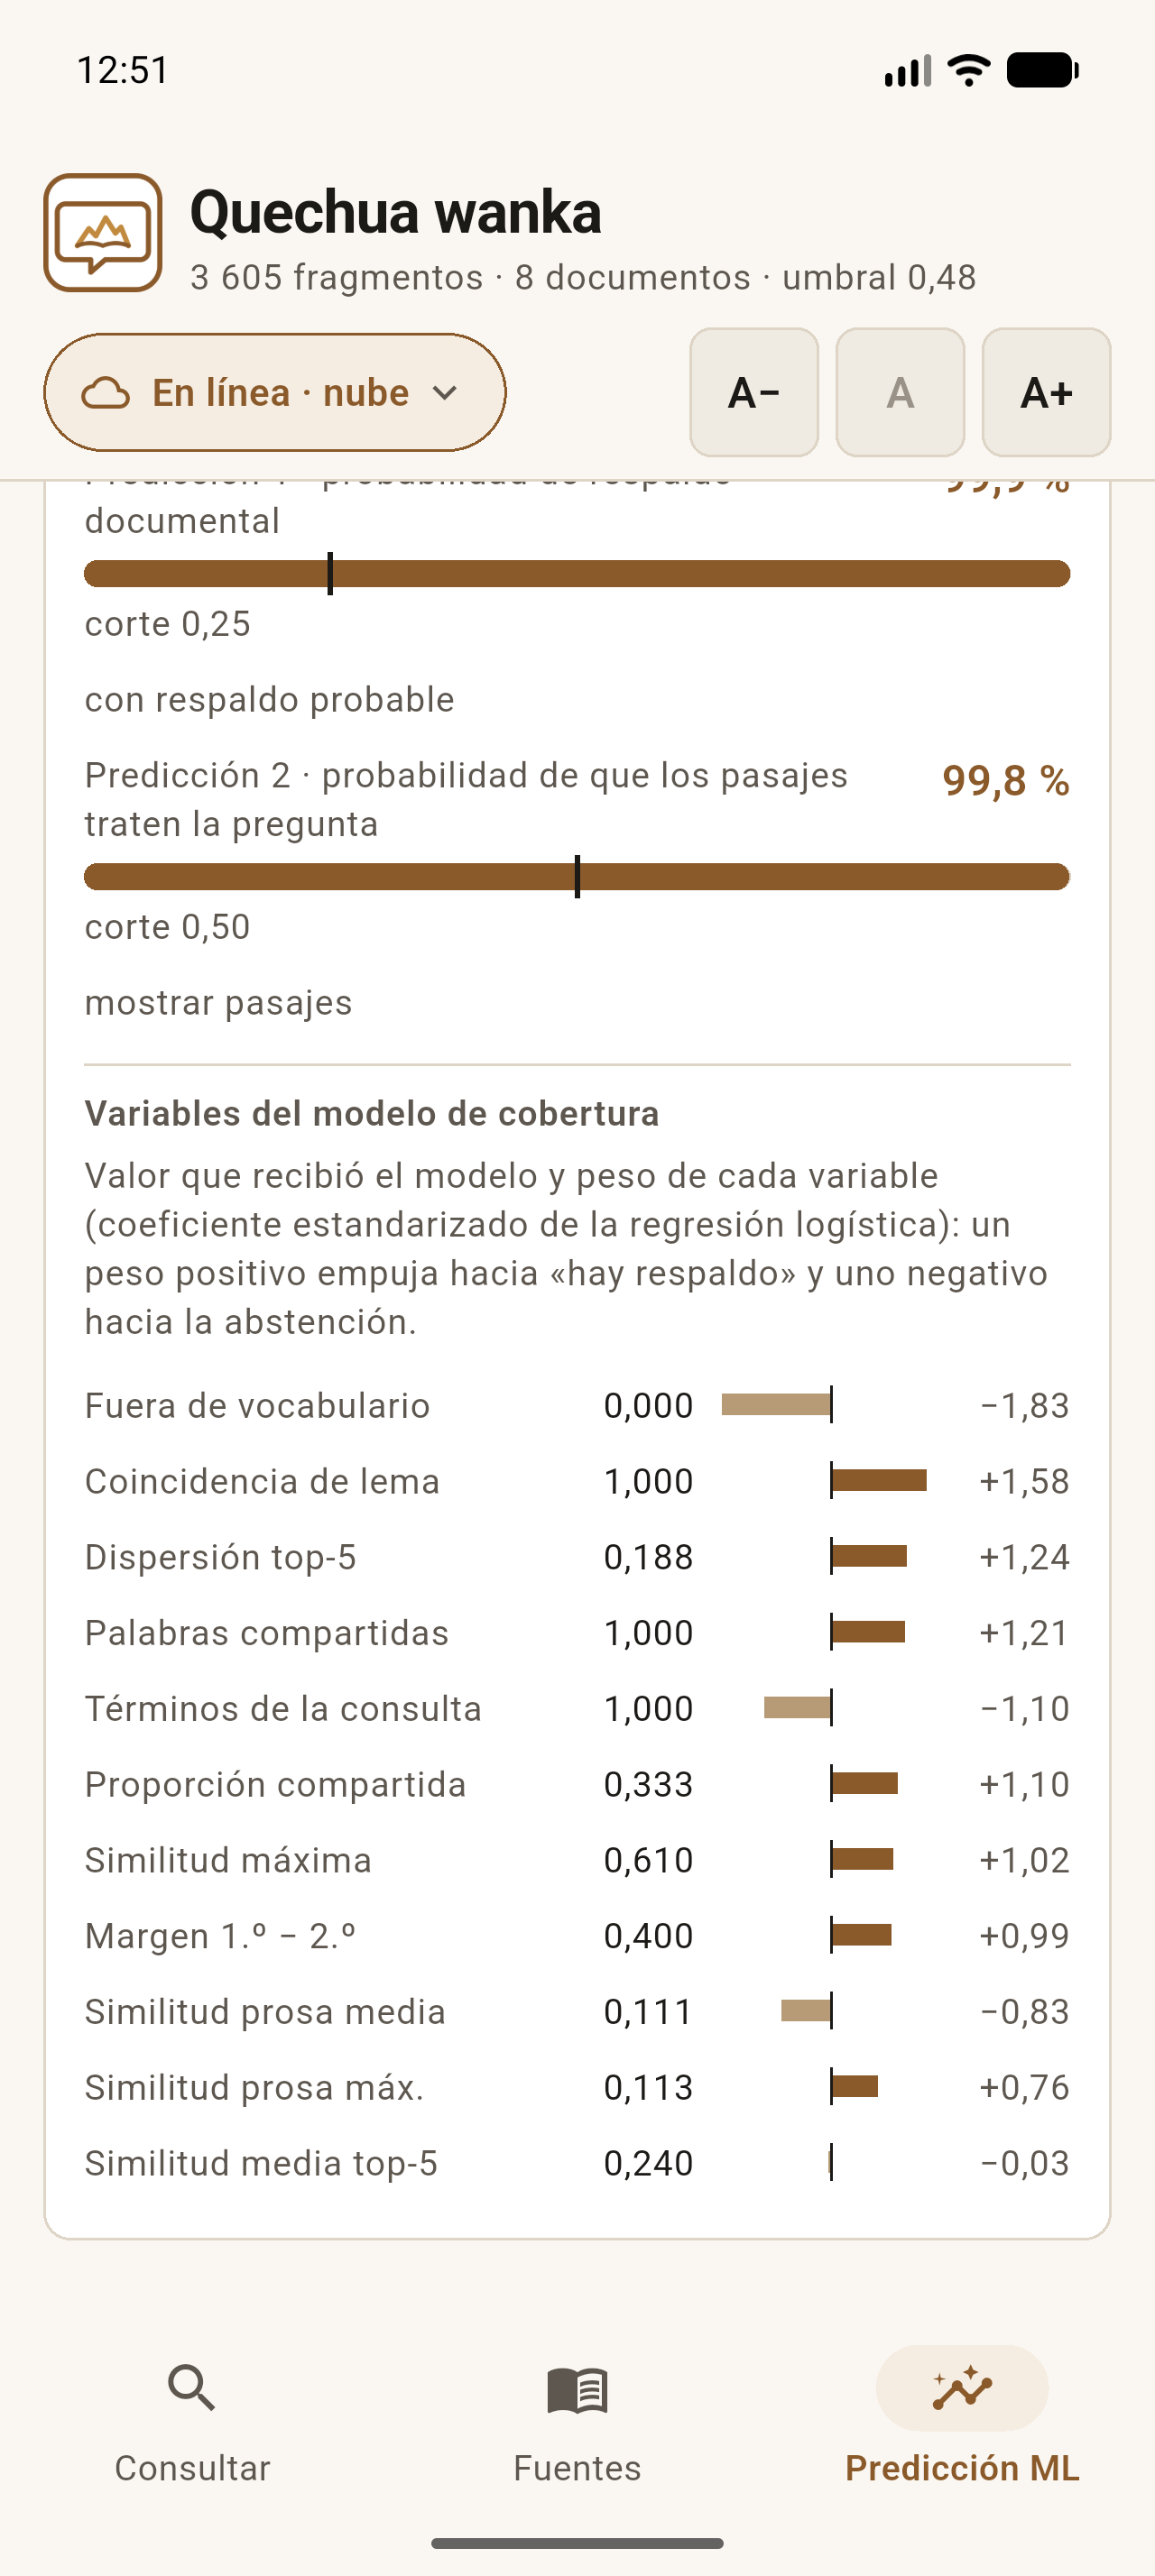 12:51
Quechua wanka
3 605 fragmentos · 8 documentos · umbral 0,48
En línea · nube
A−
A
A+
Predicción 1 · probabilidad de respaldo 99,9 %
documental
corte 0,25
con respaldo probable
Predicción 2 · probabilidad de que los pasajes 99,8 %
traten la pregunta
corte 0,50
mostrar pasajes
Variables del modelo de cobertura
Valor que recibió el modelo y peso de cada variable
(coeficiente estandarizado de la regresión logística): un
peso positivo empuja hacia «hay respaldo» y uno negativo
hacia la abstención.
Fuera de vocabulario 0,000 −1,83
Coincidencia de lema 1,000 +1,58
Dispersión top-5 0,188 +1,24
Palabras compartidas 1,000 +1,21
Términos de la consulta 1,000 −1,10
Proporción compartida 0,333 +1,10
Similitud máxima 0,610 +1,02
Margen 1.º − 2.º 0,400 +0,99
Similitud prosa media 0,111 −0,83
Similitud prosa máx. 0,113 +0,76
Similitud media top-5 0,240 −0,03
Consultar
Fuentes
Predicción ML